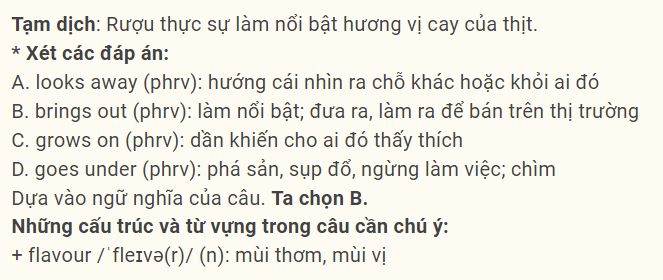 Tạm dịch: Rượu thực sự làm nổi bật hương vị cay của thịt.
* Xét các đáp án:
A. looks away (phrv): hướng cái nhìn ra chỗ khác hoặc khỏi ai đó
B. brings out (phrv): làm nổi bật; đưa ra, làm ra để bán trên thị trường
C. grows on (phrv): dần khiến cho ai đó thấy thích
D. goes under (phrv): phá sản, sụp đổ, ngừng làm việc; chìm
Dựa vào ngữ nghĩa của câu. Ta chọn B.
Những cấu trúc và từ vựng trong câu cần chú ý:
+ flavour /ˈfleɪvə(r)/ (n): mùi thơm, mùi vị